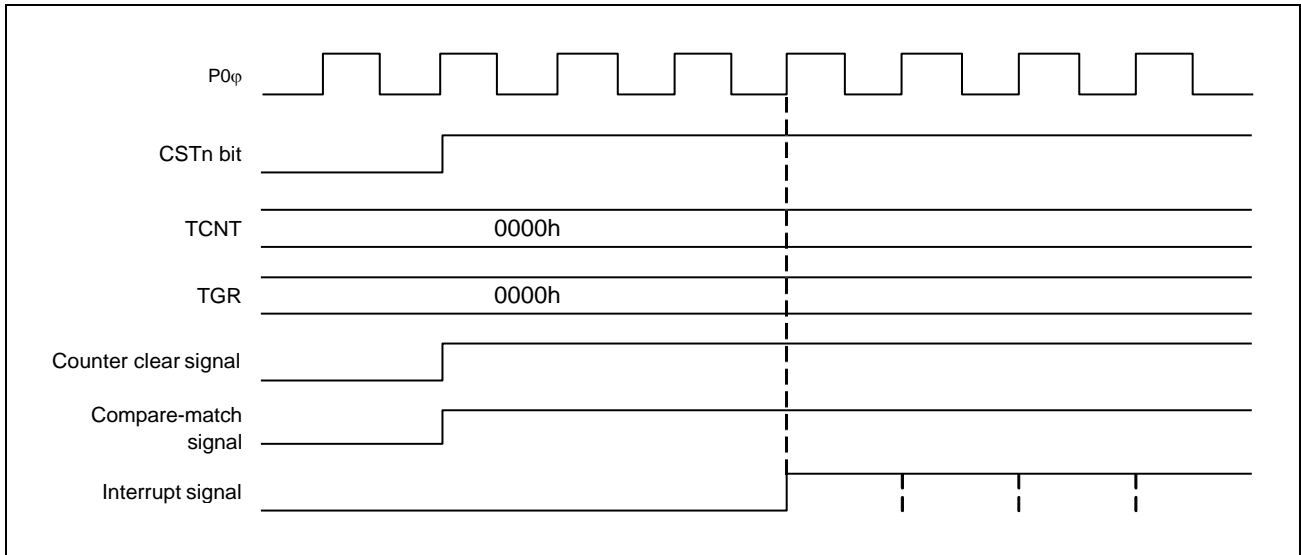 P0φ
CSTn bit
TCNT
0000h
TGR
0000h
Counter clear signal
Compare-match
signal
Interrupt signal